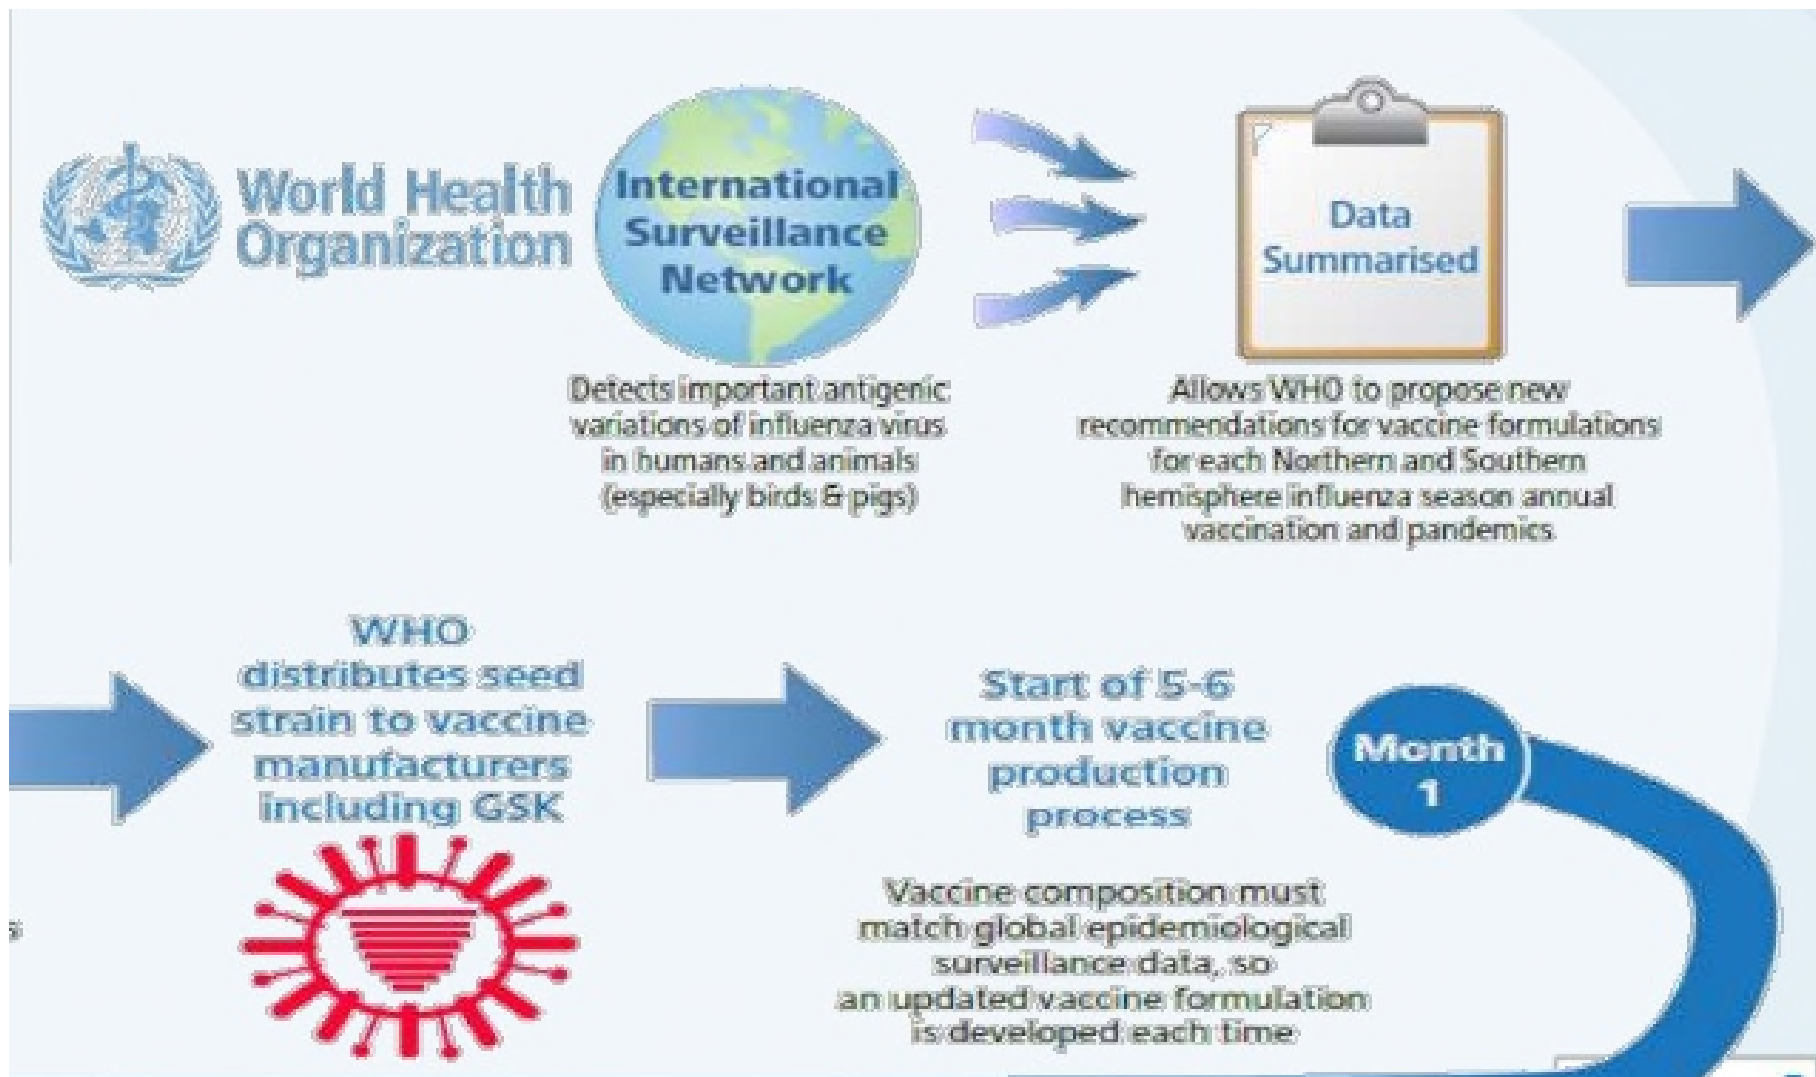 World Health
Organization
International
Surveillance
Network
Detects important antigenic
variations of influenza virus
in humans and animals
(especially birds & pigs)
Data
Summarised
Allows WHO to propose new
recommendations for vaccine formulations
for each Northern and Southern
hemisphere influenza season annual
vaccination and pandemics
WHO
distributes seed
strain to vaccine
manufacturers
including GSK
Start of 5-6
month vaccine
production
process
Vaccine composition must
match global epidemiological
surveillance data, so
an updated vaccine formulation
is developed each time
Month
1